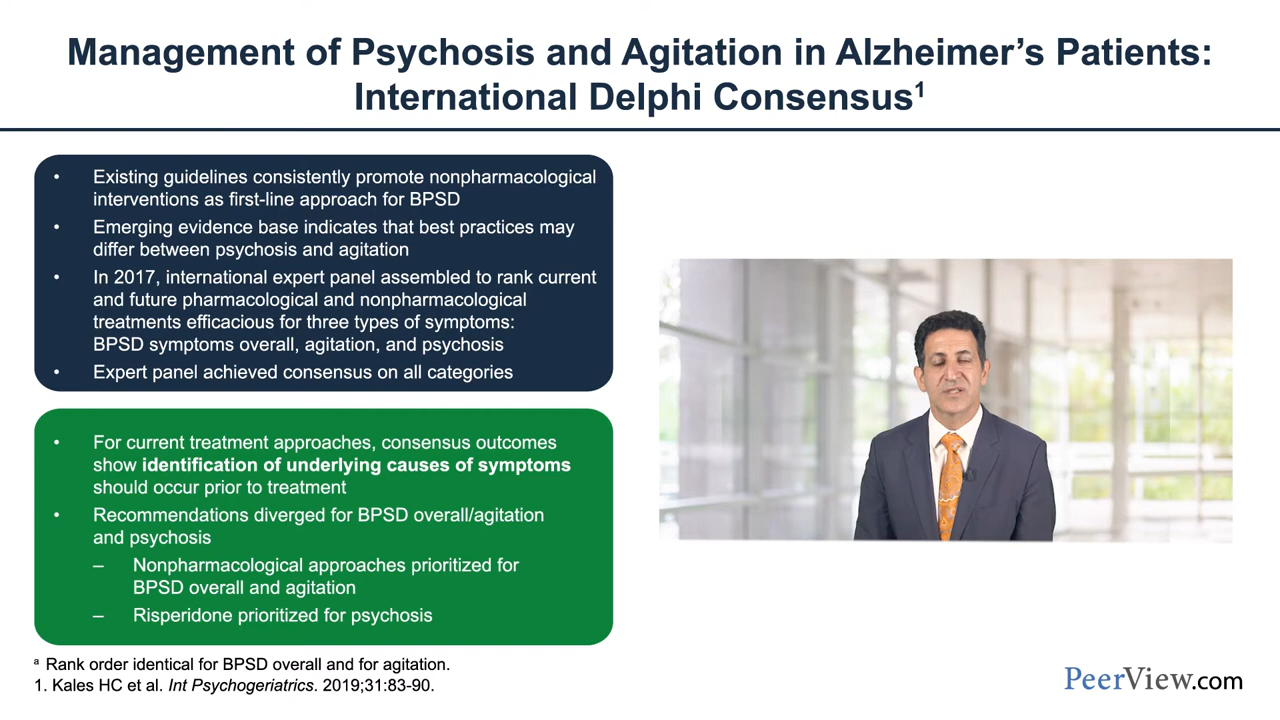 Management of Psychosis and Agitation in Alzheimer’s Patients:
International Delphi Consensus¹
• Existing guidelines consistently promote nonpharmacological
interventions as first-line approach for BPSD
• Emerging evidence base indicates that best practices may
differ between psychosis and agitation
• In 2017, international expert panel assembled to rank current
and future pharmacological and nonpharmacological
treatments efficacious for three types of symptoms:
BPSD symptoms overall, agitation, and psychosis
• Expert panel achieved consensus on all categories
• For current treatment approaches, consensus outcomes
show identification of underlying causes of symptoms
should occur prior to treatment
• Recommendations diverged for BPSD overall/agitation
and psychosis
– Nonpharmacological approaches prioritized for
BPSD overall and agitation
– Risperidone prioritized for psychosis
ᵃ Rank order identical for BPSD overall and for agitation.
1. Kales HC et al. Int Psychogeriatrics. 2019;31:83-90.
PeerView.com